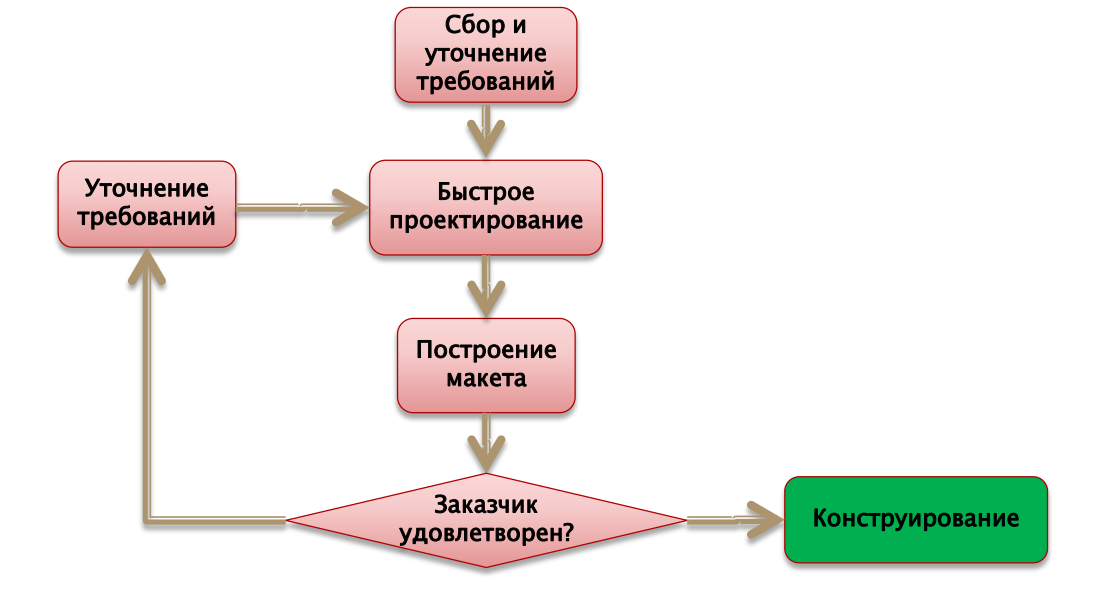 Сбор и
уточнение
требований
Уточнение
требований
Быстрое
проектирование
Построение
макета
Заказчик
удовлетворен?
Конструирование